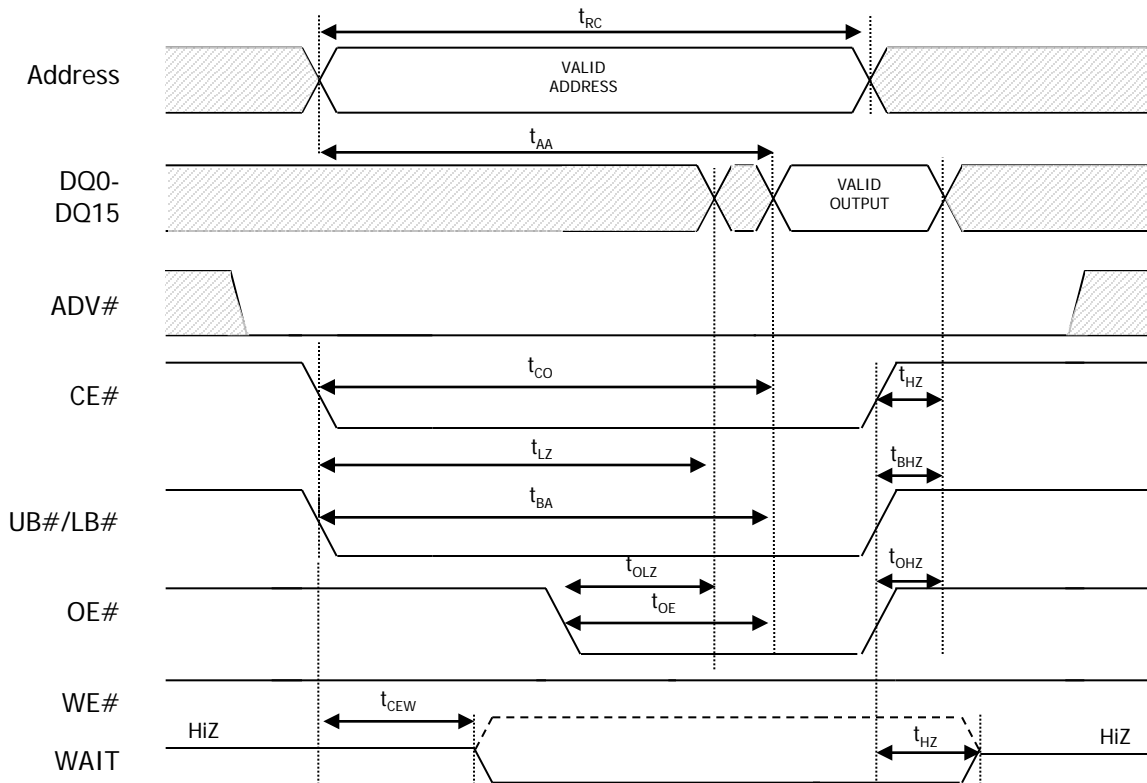 tRC
Address
VALID
ADDRESS
tAA
DQ0-
DQ15
VALID
OUTPUT
ADV#
CE#
tCO
tHZ
tLZ
tBHZ
UB#/LB#
tBA
OE#
tOLZ
tOHZ
tOE
WE#
tCEW
HiZ
WAIT
tHZ
HiZ